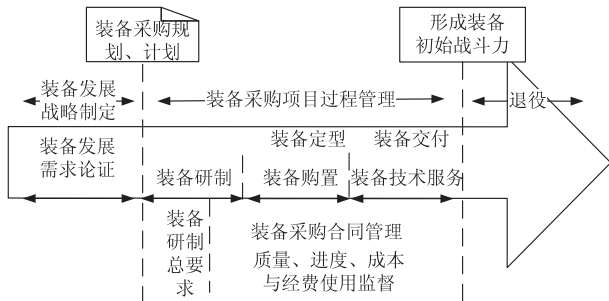 装备采购规
划、计划
形成装备
初始战斗力
装备发展
战略制定
装备采购项目过程管理
退役
装备定型
装备交付
装备发展
需求论证
装备研制
装备购置
装备技术服务
装备
研制
总要
求
装备采购合同管理
质量、进度、成本
与经费使用监督